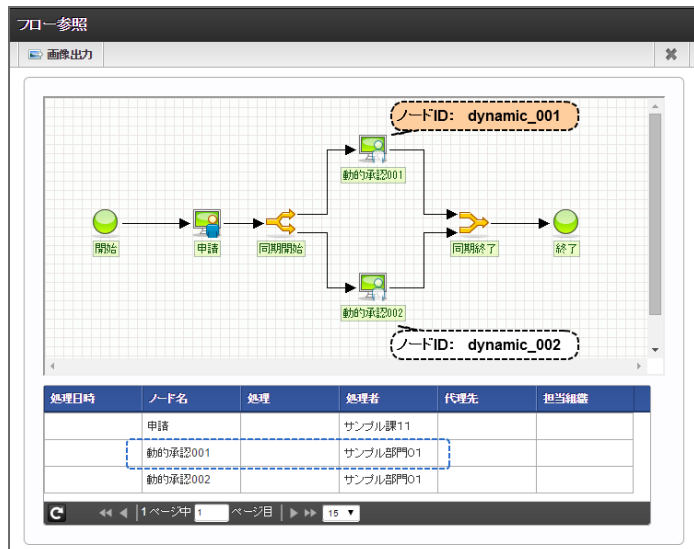 フロー参照
画像出力
ノードID: dynamic_001
動的承認001
開始
申請
同期開始
同期終了
終了
動的承認002
ノードID: dynamic_002
処理日時 ノード名 処理 処理者 代理先 担当組織
申請 サンプル課11
動的承認001 サンプル部門01
動的承認002 サンプル部門01
1 ページ中 1 ページ目 15